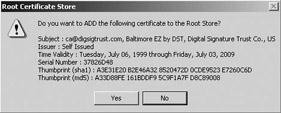 Root Certificate Store
Do you want to ADD the following certificate to the Root Store?
Subject : ca@digsigtrust.com, Baltimore EZ by DST, Digital Signature Trust Co., US
Issuer : Self Issued
Time Validity : Tuesday, July 06, 1999 through Friday, July 03, 2009
Serial Number : 37826D48
Thumbprint (sha1) : A3E31E20 B2E46A32 8520472D 0CDE9523 E7260C6D
Thumbprint (md5) : A33D88FE 161BDDF9 5C9F1A7F D8C89008
Yes
No